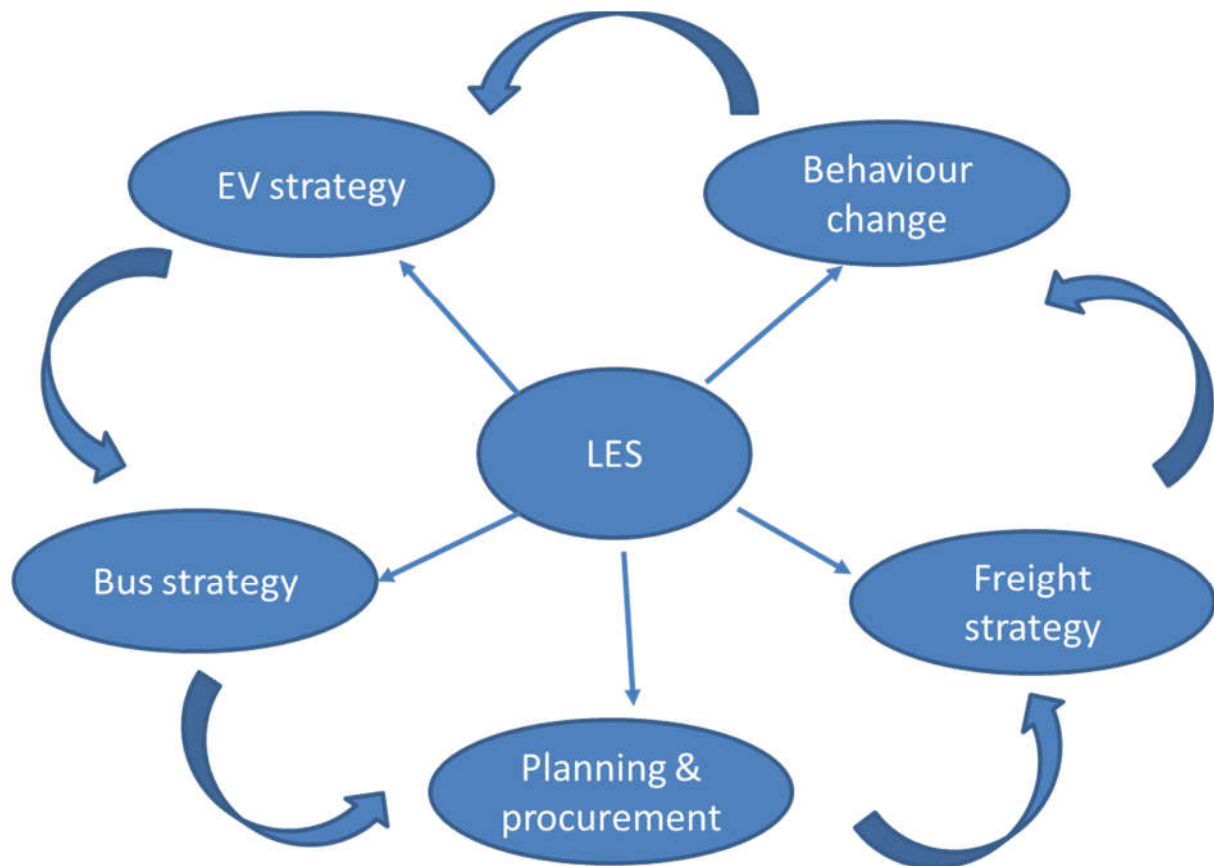 EV strategy
Behaviour
change
LES
Bus strategy
Freight
strategy
Planning &
procurement